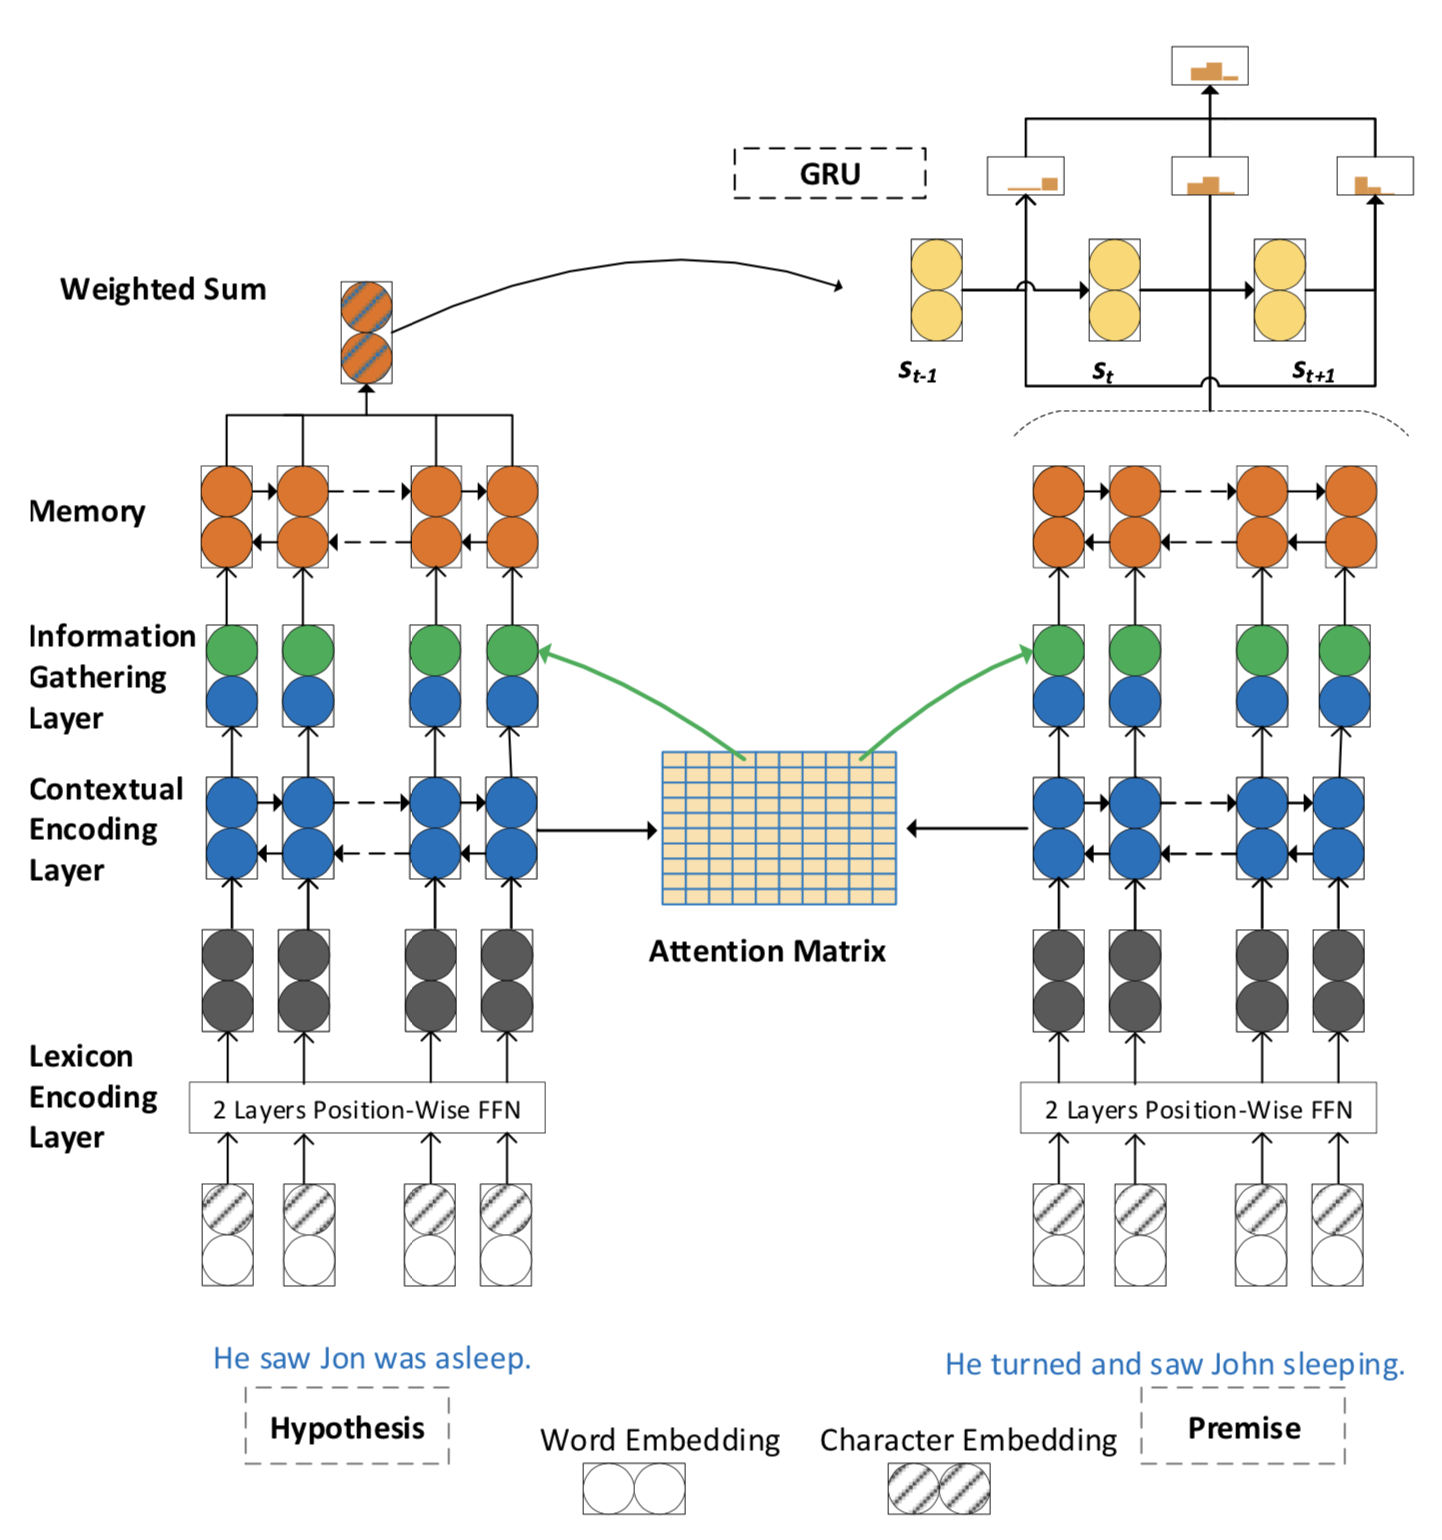 GRU
Weighted Sum
s_{t-1}
s_t
s_{t+1}
Memory
Information
Gathering
Layer
Contextual
Encoding
Layer
Attention Matrix
Lexicon
Encoding
Layer
2 Layers Position-Wise FFN
2 Layers Position-Wise FFN
He saw Jon was asleep.
He turned and saw John sleeping.
Hypothesis
Premise
Word Embedding
Character Embedding